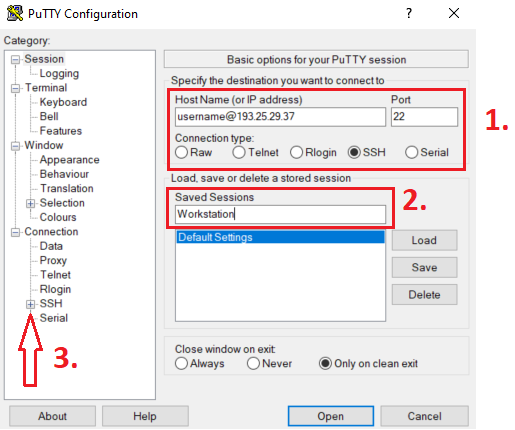 PuTTY Configuration
?
Category:
Session
Logging
Terminal
Keyboard
Bell
Features
Window
Appearance
Behaviour
Translation
Selection
Colours
Connection
Data
Proxy
Telnet
Rlogin
SSH
Serial
3.
Basic options for your PuTTY session
Specify the destination you want to connect to
Host Name (or IP address) Port
username@193.25.29.37 22
Connection type:
Raw Telnet Rlogin SSH Serial
1.
Load, save or delete a stored session
Saved Sessions
Workstation
2.
Default Settings
Load
Save
Delete
Close window on exit:
Always Never Only on clean exit
About Help Open Cancel